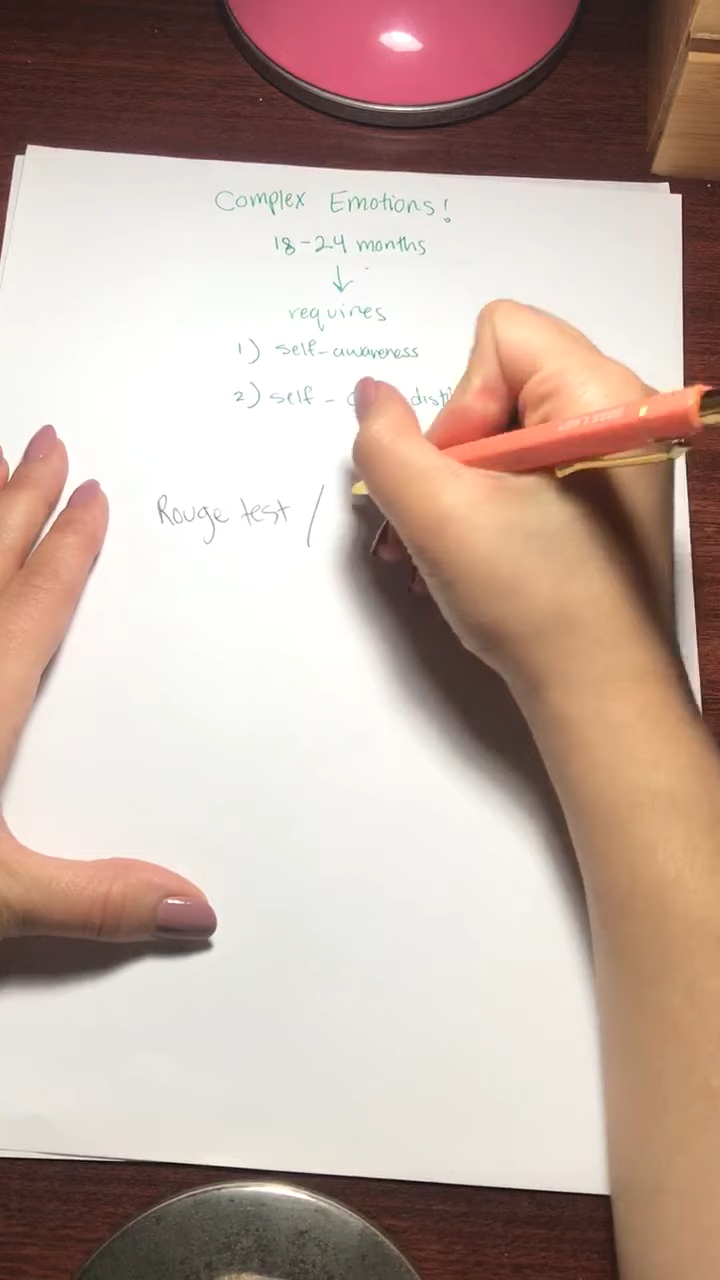 Complex Emotions!
18-24 months
↓
requires
1) self-awareness
2) self -
Rouge test /